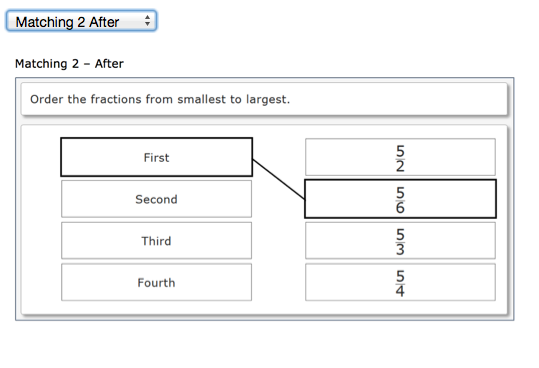 Matching 2 After
Matching 2 – After
Order the fractions from smallest to largest.
First
5/2
Second
5/6
Third
5/3
Fourth
5/4